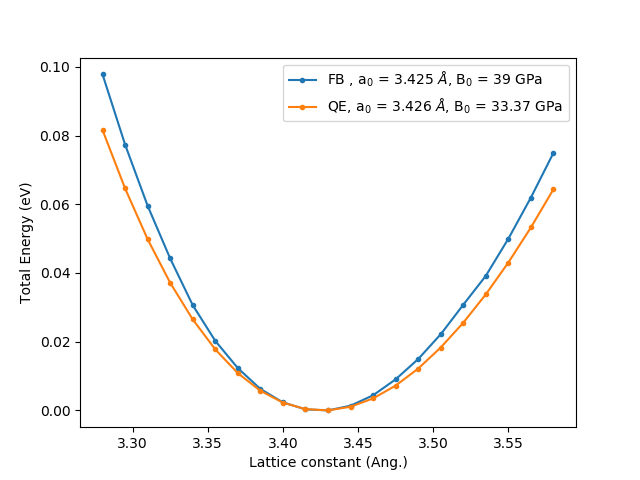 FB , a₀ = 3.425 Å, B₀ = 39 GPa
QE, a₀ = 3.426 Å, B₀ = 33.37 GPa
0.10
0.08
0.06
0.04
0.02
0.00
Total Energy (eV)
3.30 3.35 3.40 3.45 3.50 3.55
Lattice constant (Ang.)